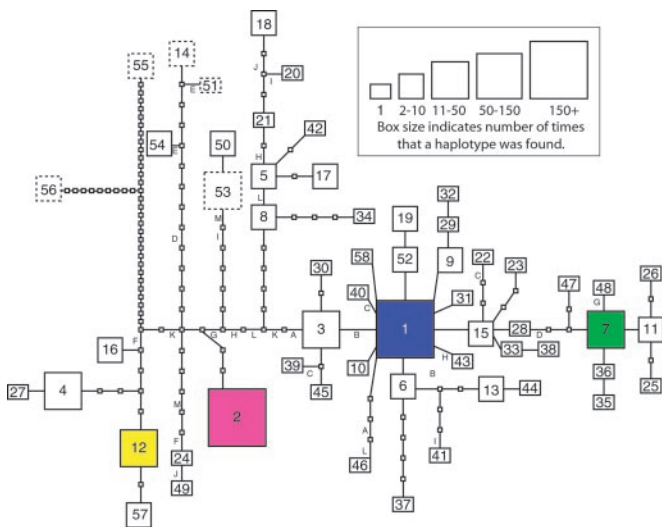 18
55
14
J
20
I
E
51
1
2-10
11-50
50-150
150+
Box size indicates number of times
that a haplotype was found.
21
42
54
E
50
H
5
17
56
53
L
32
19
8
34
29
M
I
58
52
9
22
23
26
D
30
40
C
31
C
47
48
G
F
K
G
H
L
K
A
3
B
1
15
28
D
7
11
16
33
38
39
C
10
H
43
36
25
27
4
45
6
B
13
44
35
M
2
A
12
F
L
I
24
46
41
J
49
57
37